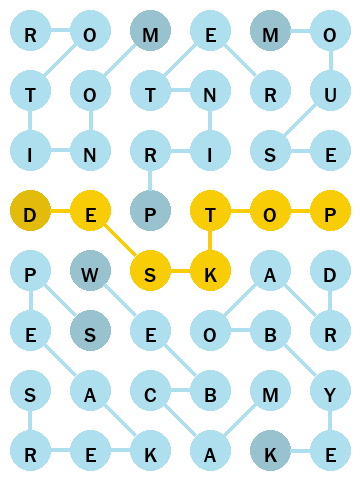 R O M E M O
T O T N R U
I N R I S E
D E P T O P
P W S K A D
E S E O B R
S A C B M Y
R E K A K E